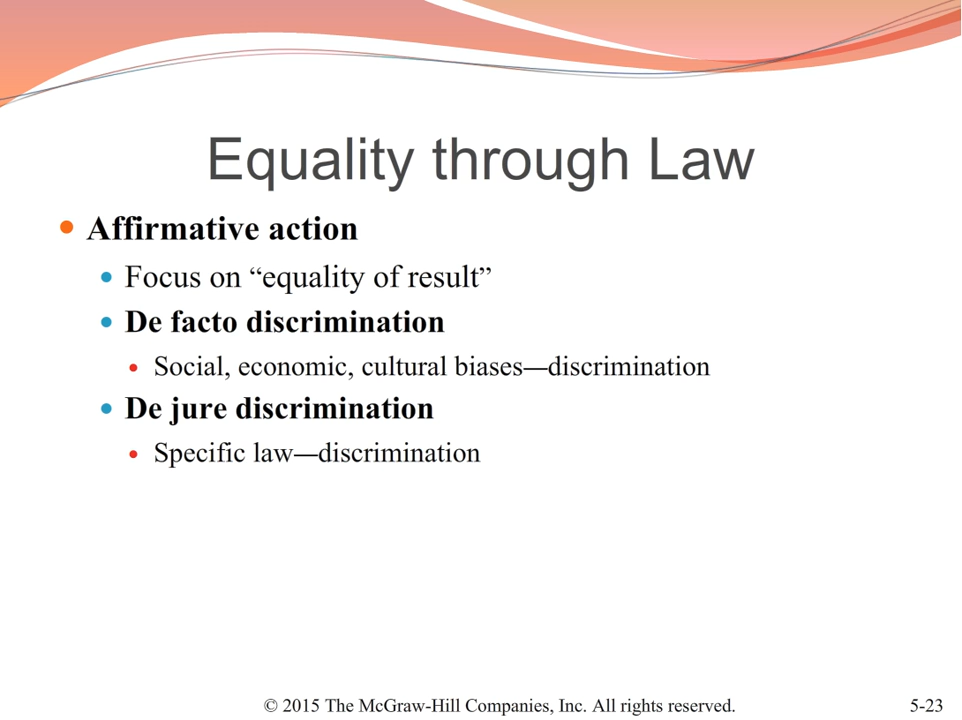 Equality through Law
Affirmative action
Focus on “equality of result”
De facto discrimination
Social, economic, cultural biases—discrimination
De jure discrimination
Specific law—discrimination
© 2015 The McGraw-Hill Companies, Inc. All rights reserved.
5-23